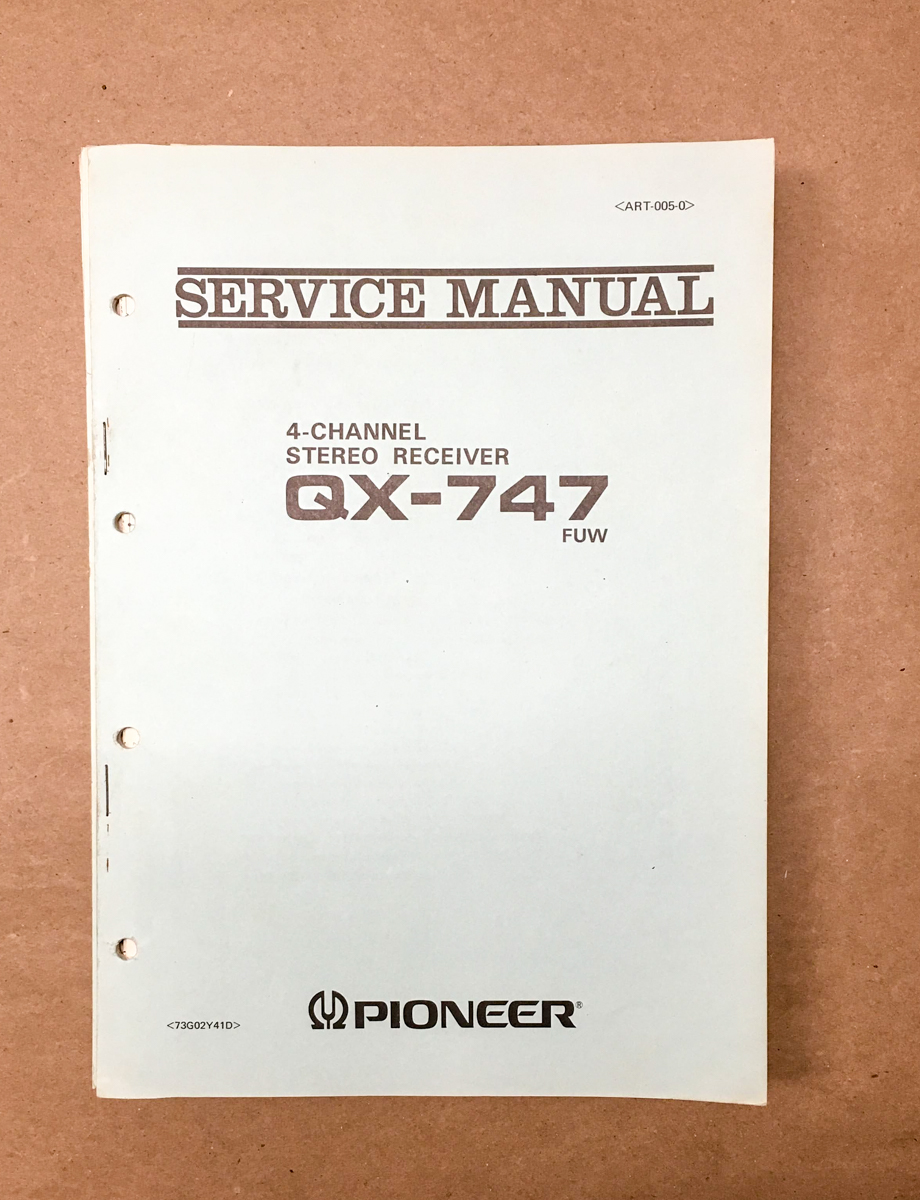 <ART-005-0>
SERVICE MANUAL
4-CHANNEL
STEREO RECEIVER
QX-747
FUW
<73G02Y41D>
PIONEER®